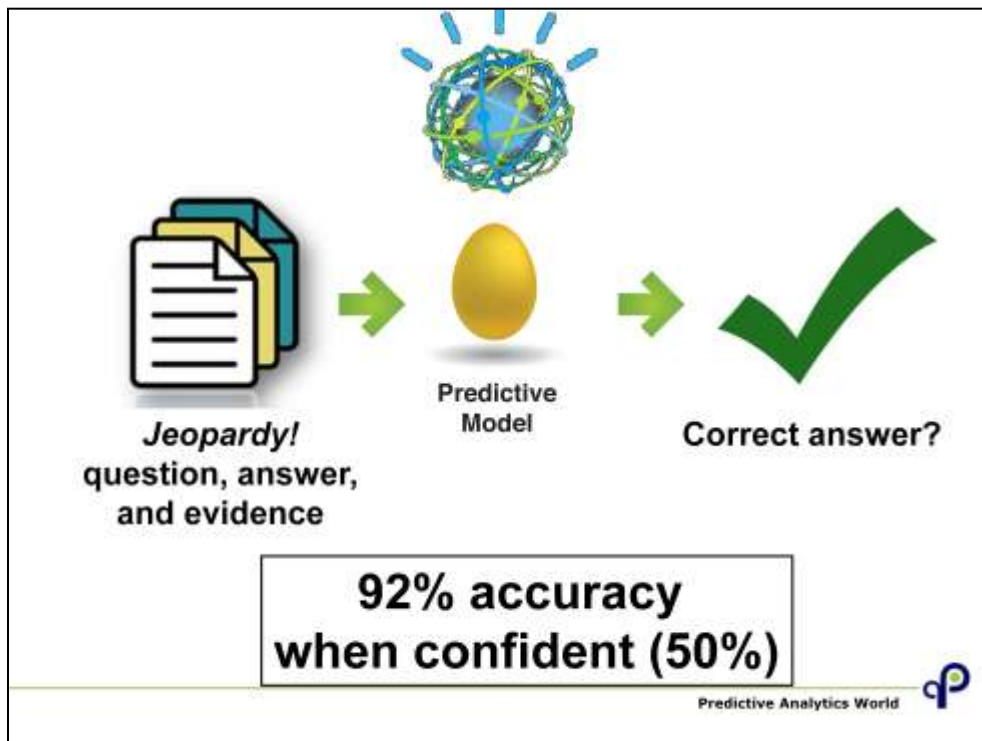 Predictive
Model
Jeopardy!
question, answer,
and evidence
Correct answer?
92% accuracy
when confident (50%)
Predictive Analytics World